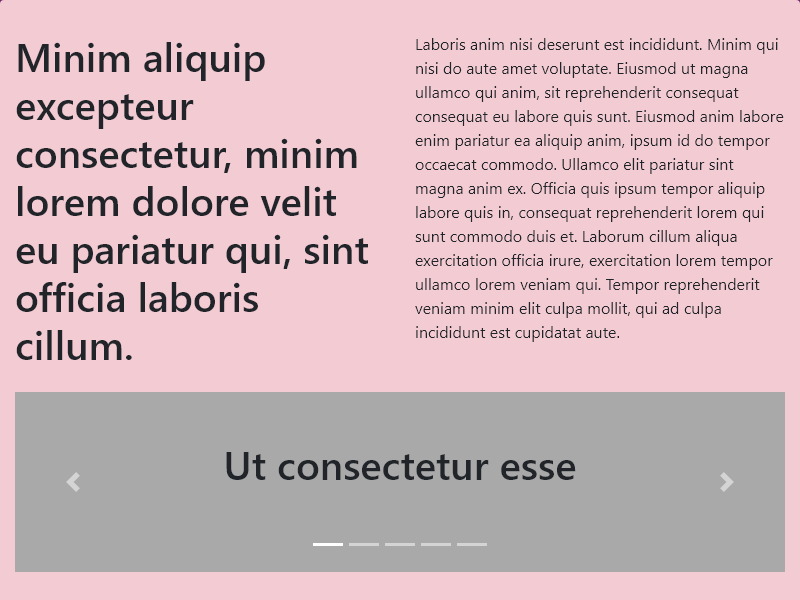 Minim aliquip
excepteur
consectetur, minim
lorem dolore velit
eu pariatur qui, sint
officia laboris
cillum.
Laboris anim nisi deserunt est incididunt. Minim qui
nisi do aute amet voluptate. Eiusmod ut magna
ullamco qui anim, sit reprehenderit consequat
consequat eu labore quis sunt. Eiusmod anim labore
enim pariatur ea aliquip anim, ipsum id do tempor
occaecat commodo. Ullamco elit pariatur sint
magna anim ex. Officia quis ipsum tempor aliquip
labore quis in, consequat reprehenderit lorem qui
sunt commodo duis et. Laborum cillum aliqua
exercitation officia irure, exercitation lorem tempor
ullamco lorem veniam qui. Tempor reprehenderit
veniam minim elit culpa mollit, qui ad culpa
incididunt est cupidatat aute.
Ut consectetur esse